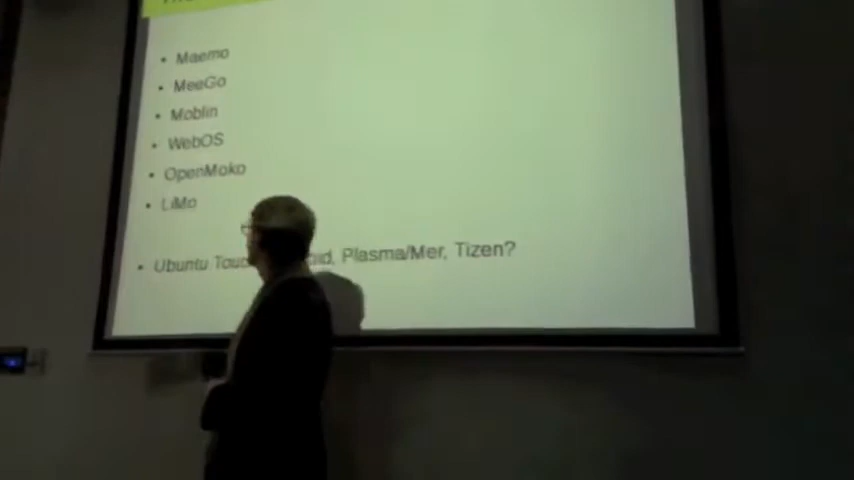 • Maemo
• MeeGo
• Moblin
• WebOS
• OpenMoko
• LiMo
• Ubuntu Plasma/Mer, Tizen?